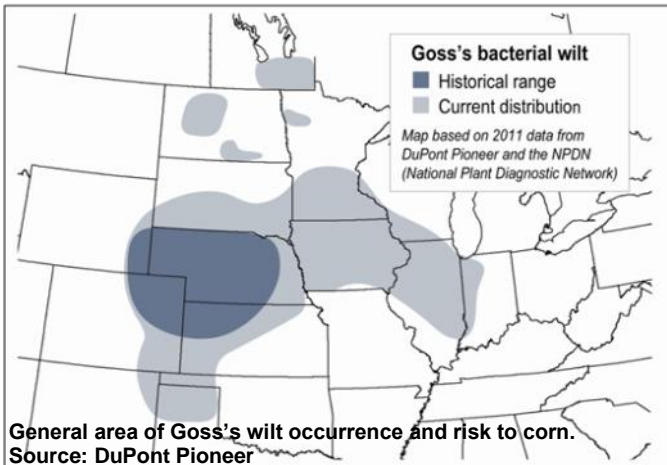 Goss’s bacterial wilt
Historical range
Current distribution
Map based on 2011 data from
DuPont Pioneer and the NPDN
(National Plant Diagnostic Network)
General area of Goss’s wilt occurrence and risk to corn.
Source: DuPont Pioneer